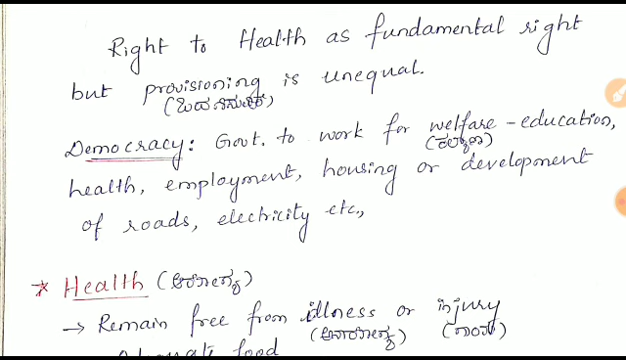 Right to Health as fundamental right
but provisioning is unequal.
(ಒದಗಿಸುವಿಕೆ)
Democracy: Govt. to work for welfare - education,
(ಕಲ್ಯಾಣ)
health, employment, housing or development
of roads, electricity etc.,
* Health (ಆರೋಗ್ಯ)
→ Remain free from illness or injury
(ಅನಾರೋಗ್ಯ) (ಗಾಯ)